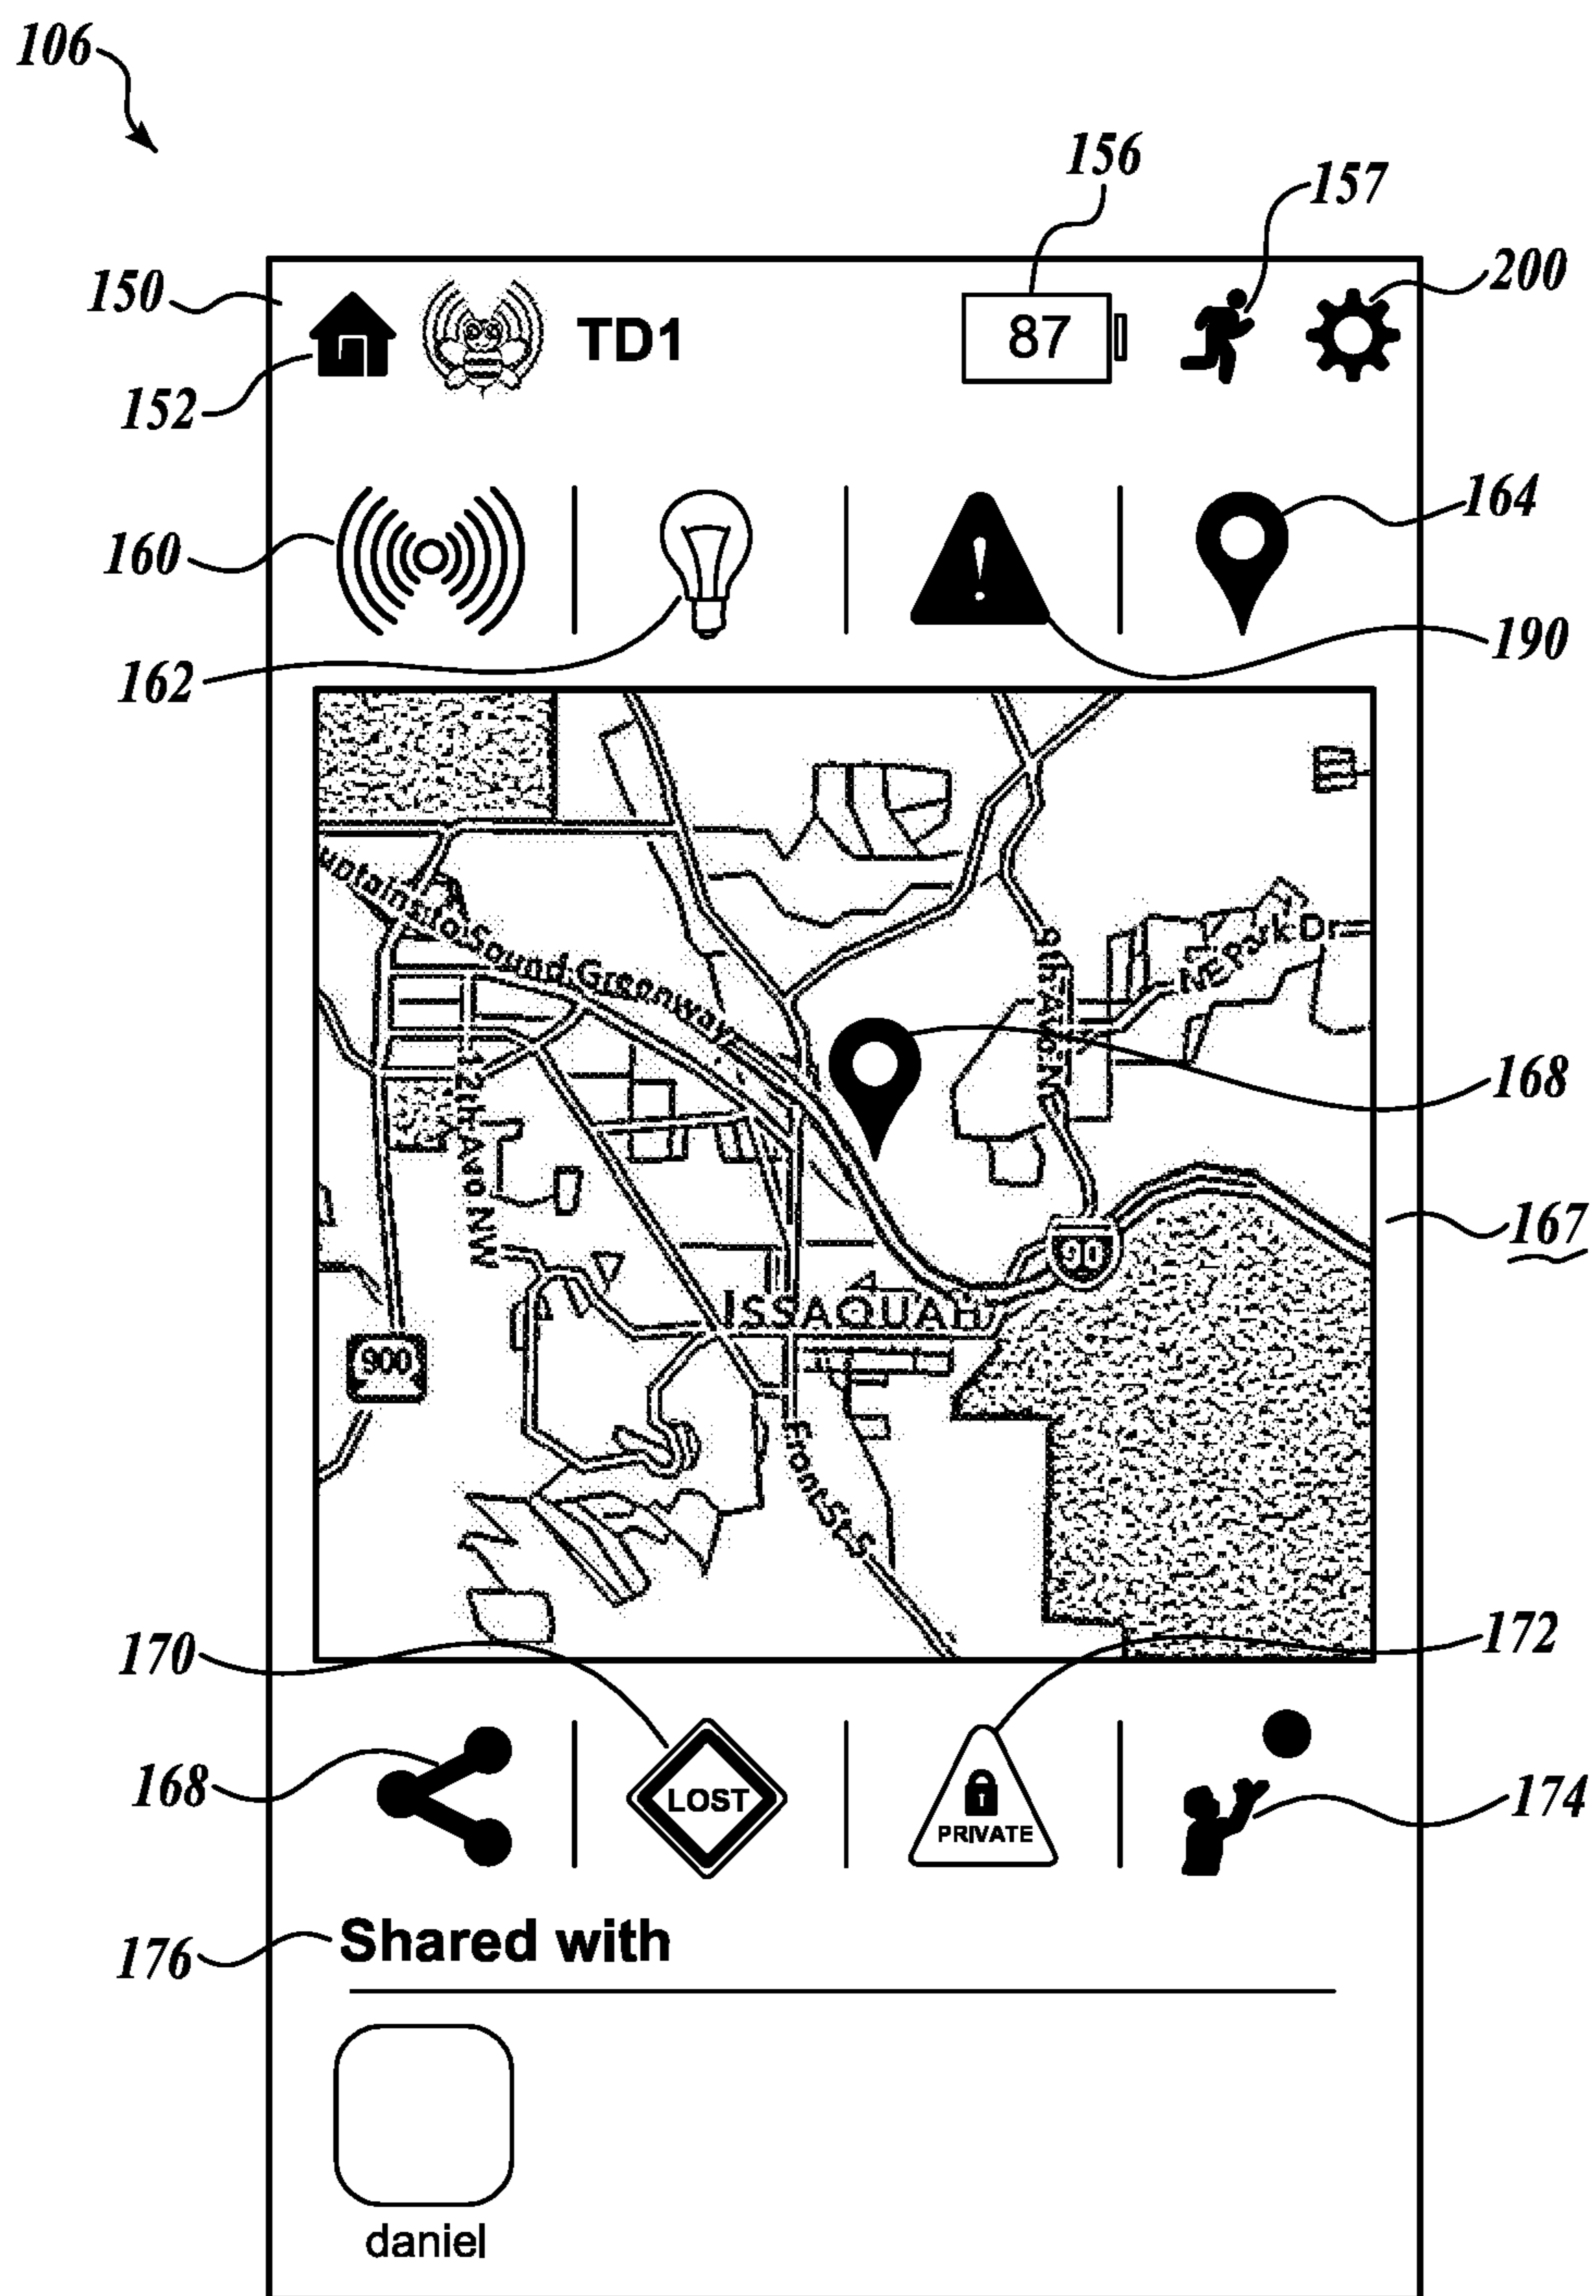 106
156
157
150
200
TD1
87
152
160
164
162
190
untains to Sound Greenway
9th Ave NE
NE Park Dr
12th Ave NW
168
167
90
ISSAQUAH
900
Front St S
170
172
168
LOST
PRIVATE
174
176
Shared with
daniel